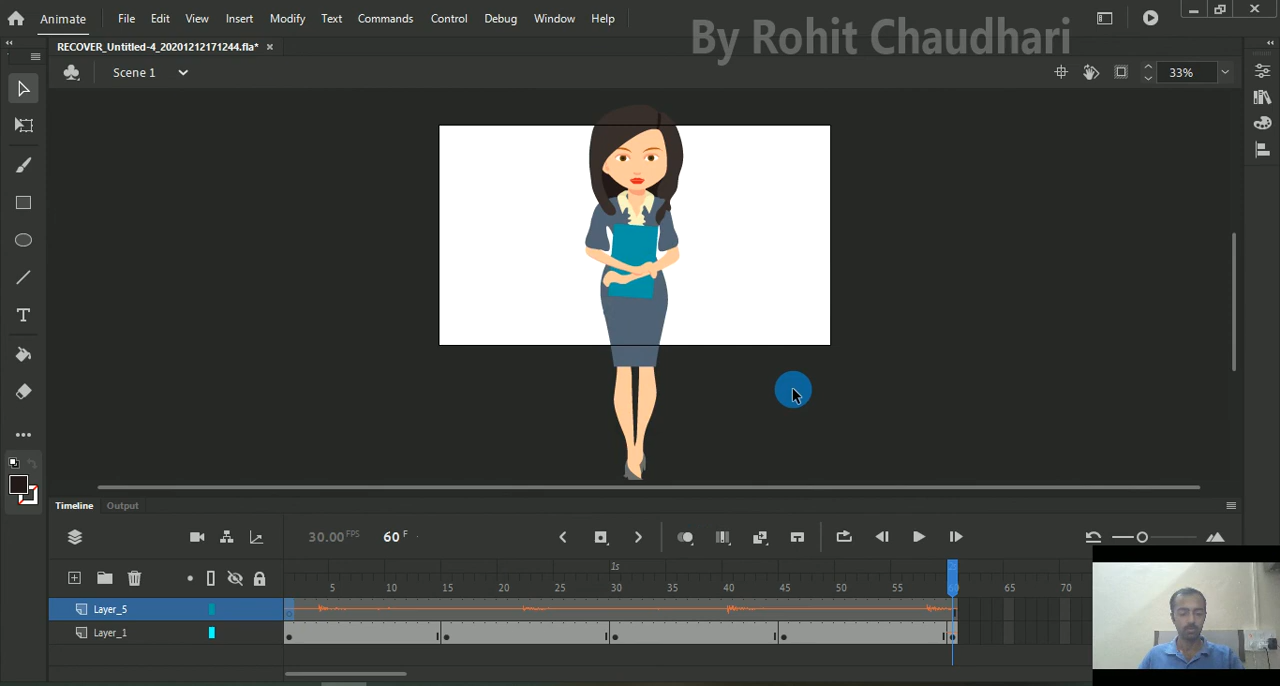 Animate File Edit View Insert Modify Text Commands Control Debug Window Help
By Rohit Chaudhari
RECOVER_Untitled-4_20201212171244.fla* ×
Scene 1
33%
T
Timeline Output
30.00 FPS 60 F
1s 2s
5 10 15 20 25 30 35 40 45 50 55 65 70
Layer_5
Layer_1